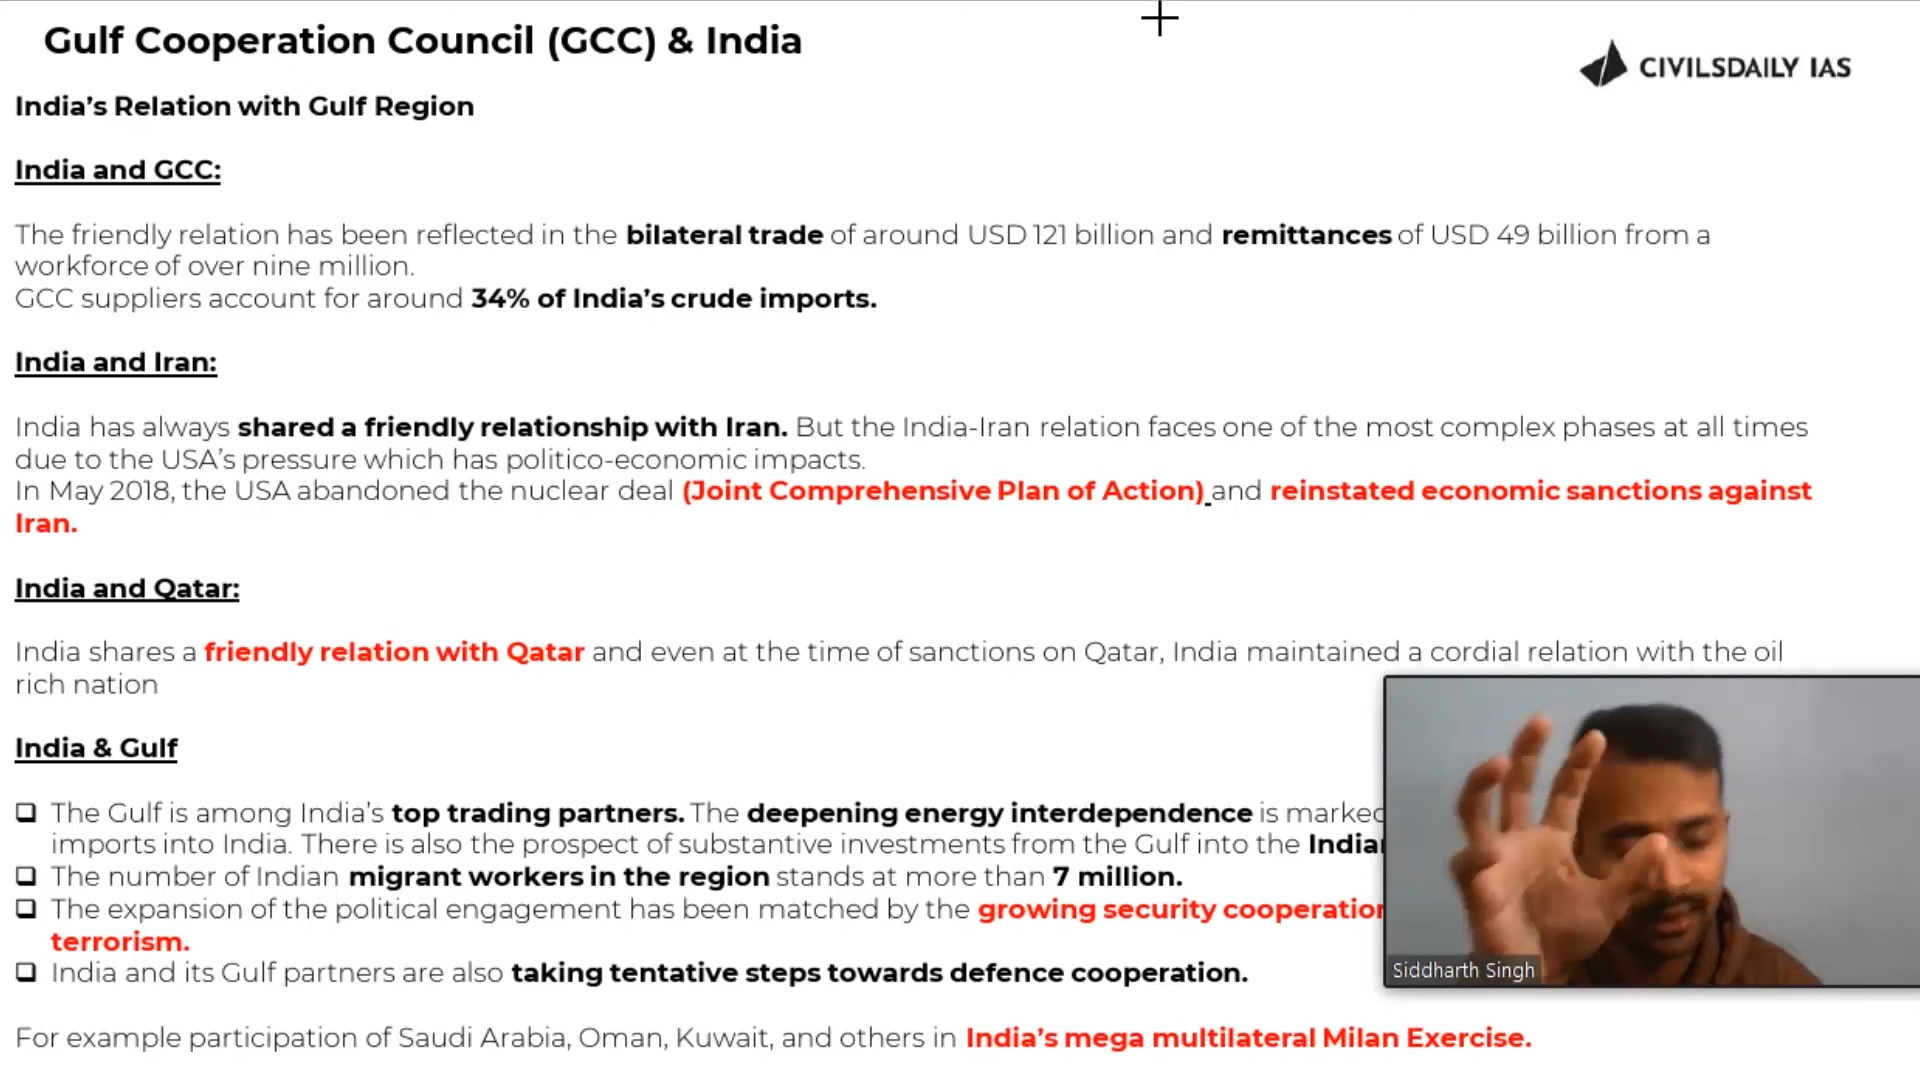 Gulf Cooperation Council (GCC) & India
CIVILSDAILY IAS
India’s Relation with Gulf Region
India and GCC:
The friendly relation has been reflected in the bilateral trade of around USD 121 billion and remittances of USD 49 billion from a
workforce of over nine million.
GCC suppliers account for around 34% of India’s crude imports.
India and Iran:
India has always shared a friendly relationship with Iran. But the India-Iran relation faces one of the most complex phases at all times
due to the USA’s pressure which has politico-economic impacts.
In May 2018, the USA abandoned the nuclear deal (Joint Comprehensive Plan of Action) and reinstated economic sanctions against
Iran.
India and Qatar:
India shares a friendly relation with Qatar and even at the time of sanctions on Qatar, India maintained a cordial relation with the oil
rich nation
India & Gulf
❑ The Gulf is among India’s top trading partners. The deepening energy interdependence is marked
imports into India. There is also the prospect of substantive investments from the Gulf into the
❑ The number of Indian migrant workers in the region stands at more than 7 million.
❑ The expansion of the political engagement has been matched by the growing security cooperation
terrorism.
❑ India and its Gulf partners are also taking tentative steps towards defence cooperation.
Siddharth Singh
For example participation of Saudi Arabia, Oman, Kuwait, and others in India’s mega multilateral Milan Exercise.